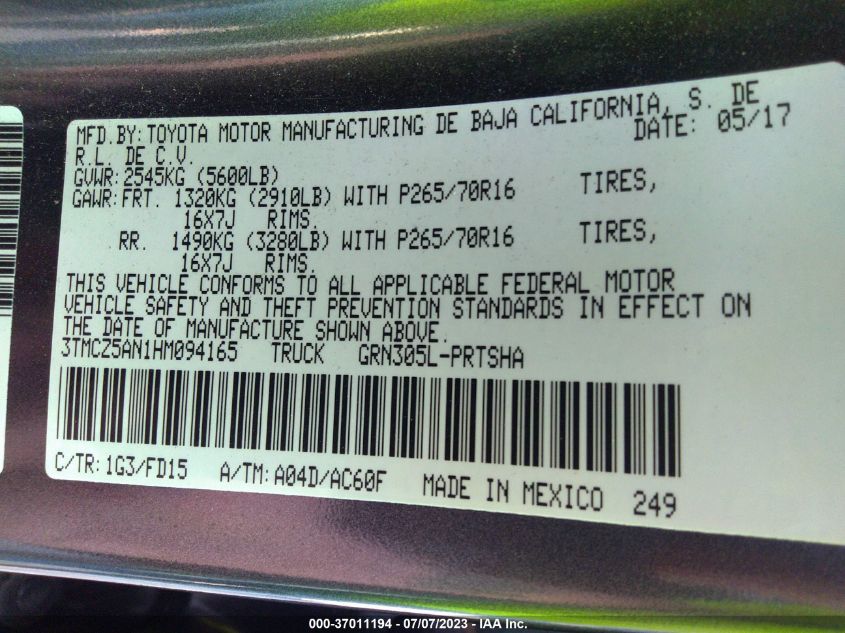 MFD.BY: TOYOTA MOTOR MANUFACTURING DE BAJA CALIFORNIA, S. DE
R.L. DE C.V. DATE: 05/17
GVWR: 2545KG (5600LB)
GAWR: FRT. 1320KG (2910LB) WITH P265/70R16 TIRES,
16X7J RIMS.
RR. 1490KG (3280LB) WITH P265/70R16 TIRES,
16X7J RIMS.
THIS VEHICLE CONFORMS TO ALL APPLICABLE FEDERAL MOTOR
VEHICLE SAFETY AND THEFT PREVENTION STANDARDS IN EFFECT ON
THE DATE OF MANUFACTURE SHOWN ABOVE.
3TMCZ5AN1HM094165 TRUCK GRN305L-PRTSHA
C/TR: 1G3/FD15 A/TM: A04D/AC60F MADE IN MEXICO 249
000-37011194 - 07/07/2023 - IAA Inc.